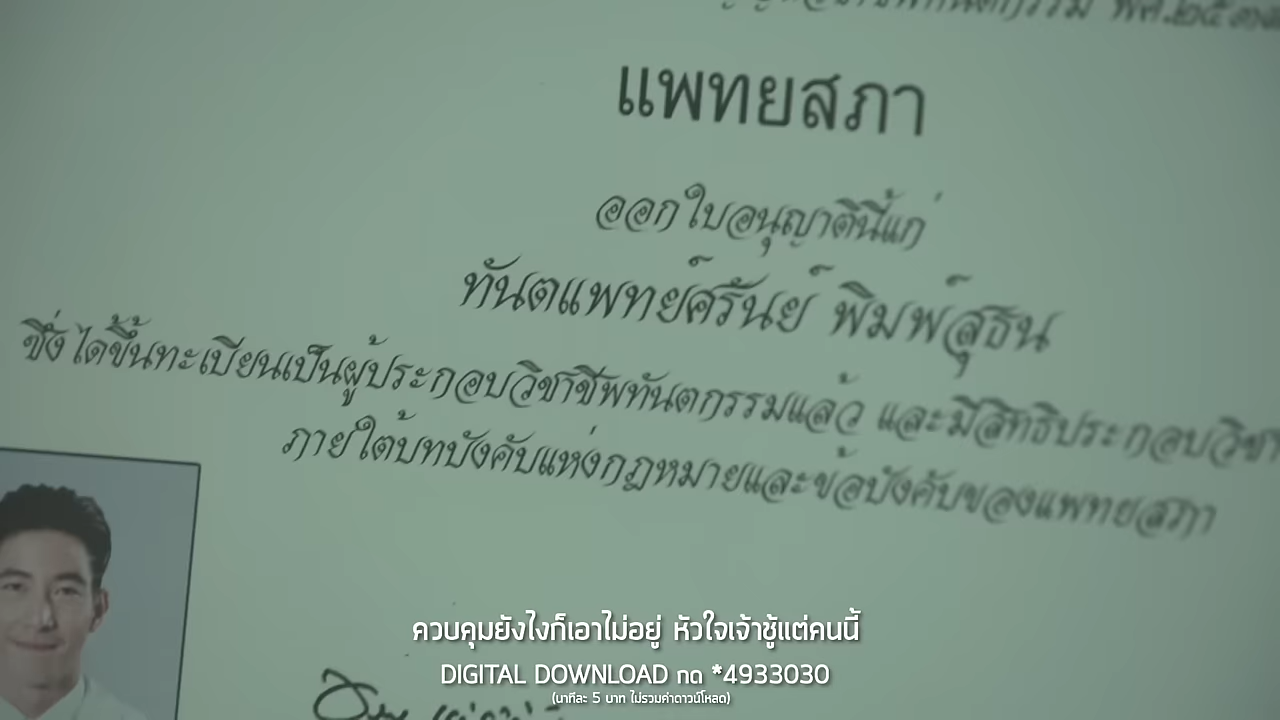 พ.ศ.๒๕๓๗
แพทยสภา
ออกใบอนุญาตินี้แก่
ทันตแพทย์ศรันย์ พิมพ์สุธน
ซึ่งได้ขึ้นทะเบียนเป็นผู้ประกอบวิชาชีพทันตกรรมแล้ว และมีสิทธิประกอบวิชา
ภายใต้บทบังคับแห่งกฎหมายและข้อบังคับของแพทยสภา
ควบคุมยังไงก็เอาไม่อยู่ หัวใจเจ้าชู้แต่คนนี้
DIGITAL DOWNLOAD กด *4933030
(นาทีละ 5 บาท ไม่รวมค่าดาวน์โหลด)